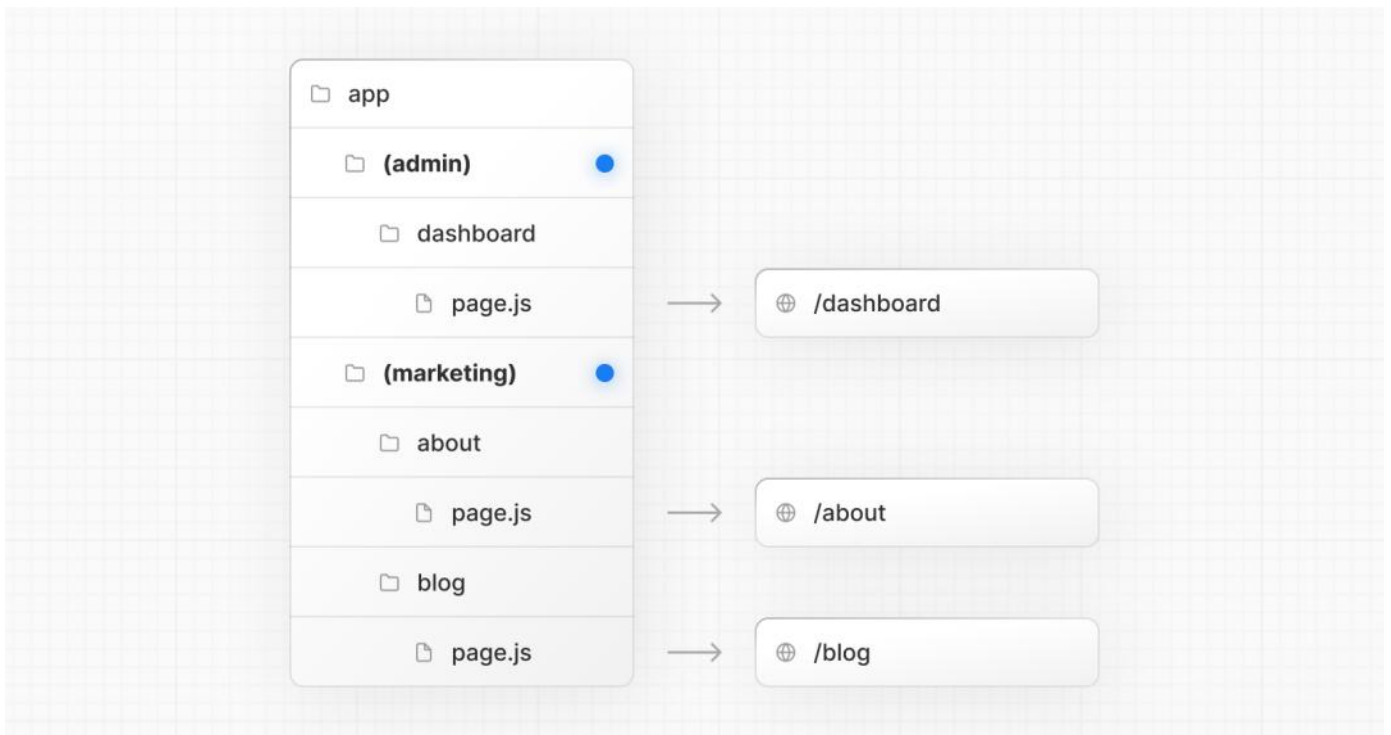 app
(admin)
dashboard
page.js
/dashboard
(marketing)
about
page.js
/about
blog
page.js
/blog